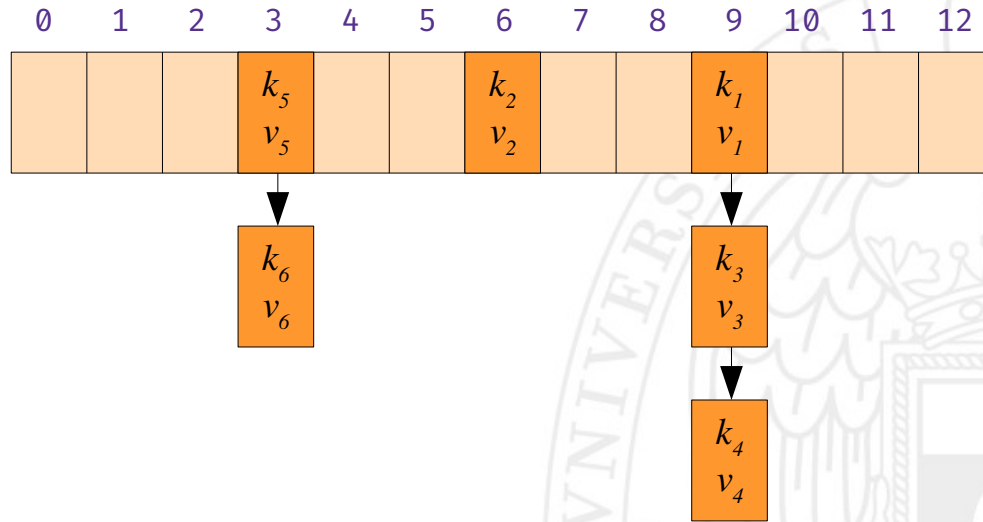 0 1 2 3 4 5 6 7 8 9 10 11 12
k₅ k₂ k₁
v₅ v₂ v₁
k₆ k₃
v₆ v₃
k₄
v₄
VNIVERS